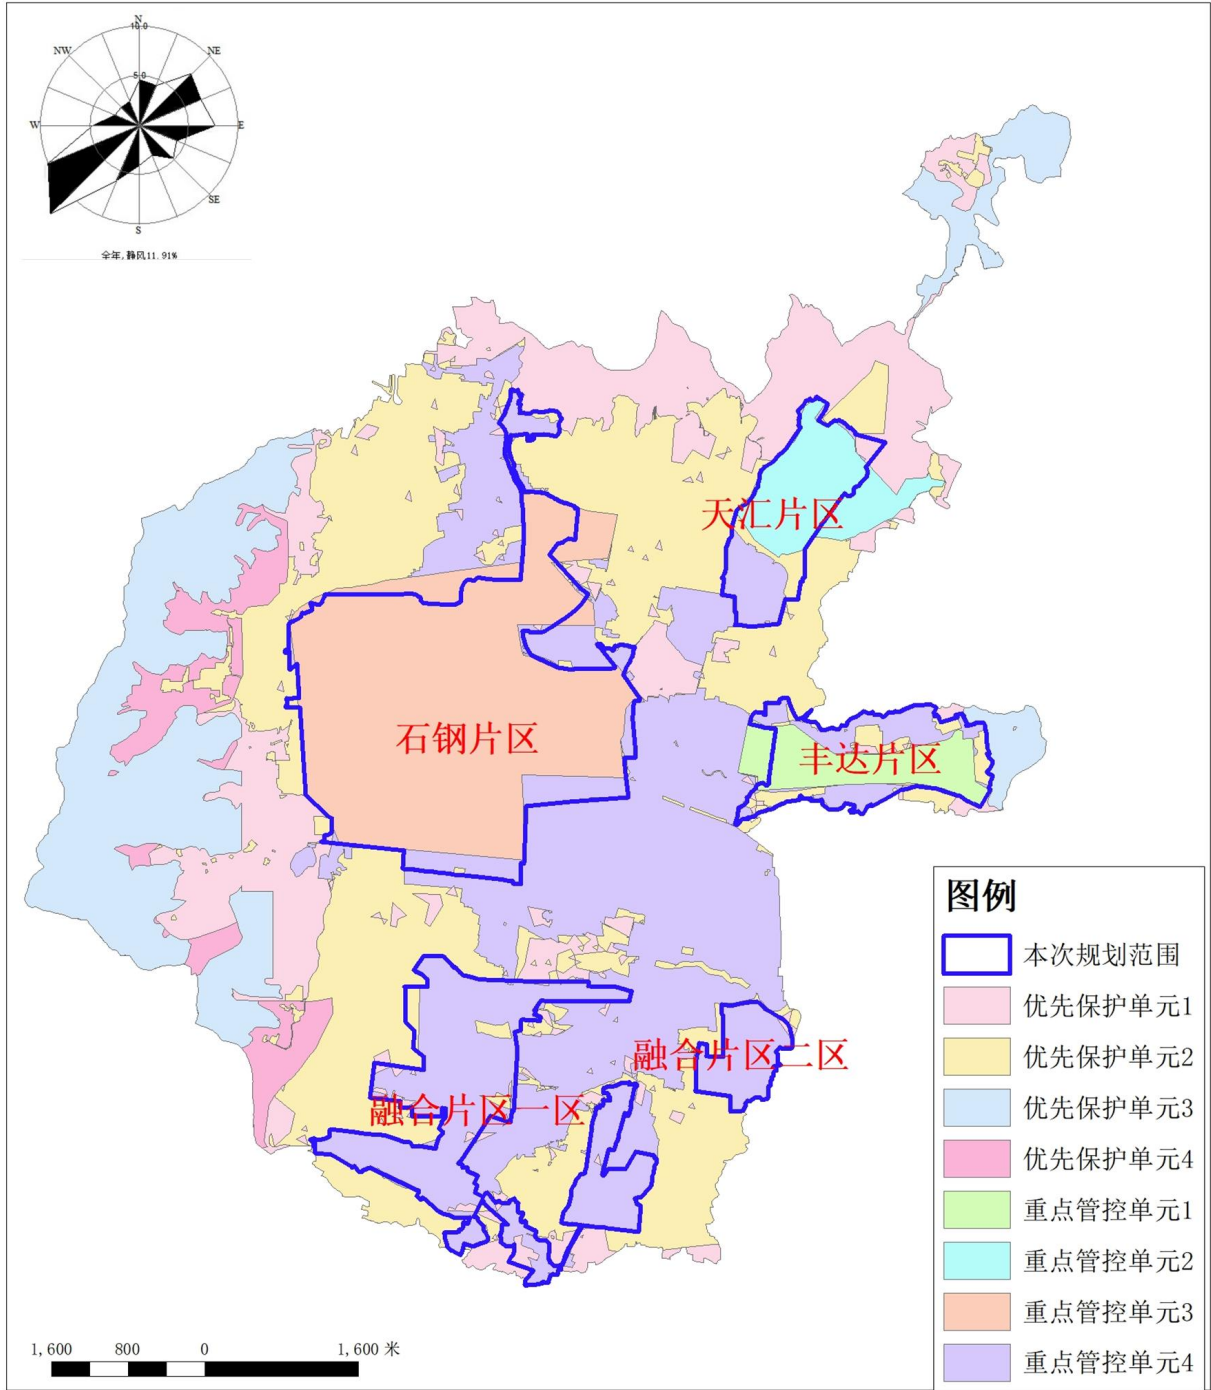 N
10.0
NW
NE
5.0
W
E
SE
S
全年,静风11.91%
天汇片区
石钢片区
丰达片区
融合片区二区
融合片区一区
图例
本次规划范围
优先保护单元1
优先保护单元2
优先保护单元3
优先保护单元4
重点管控单元1
重点管控单元2
重点管控单元3
重点管控单元4
1,600 800 0 1,600 米